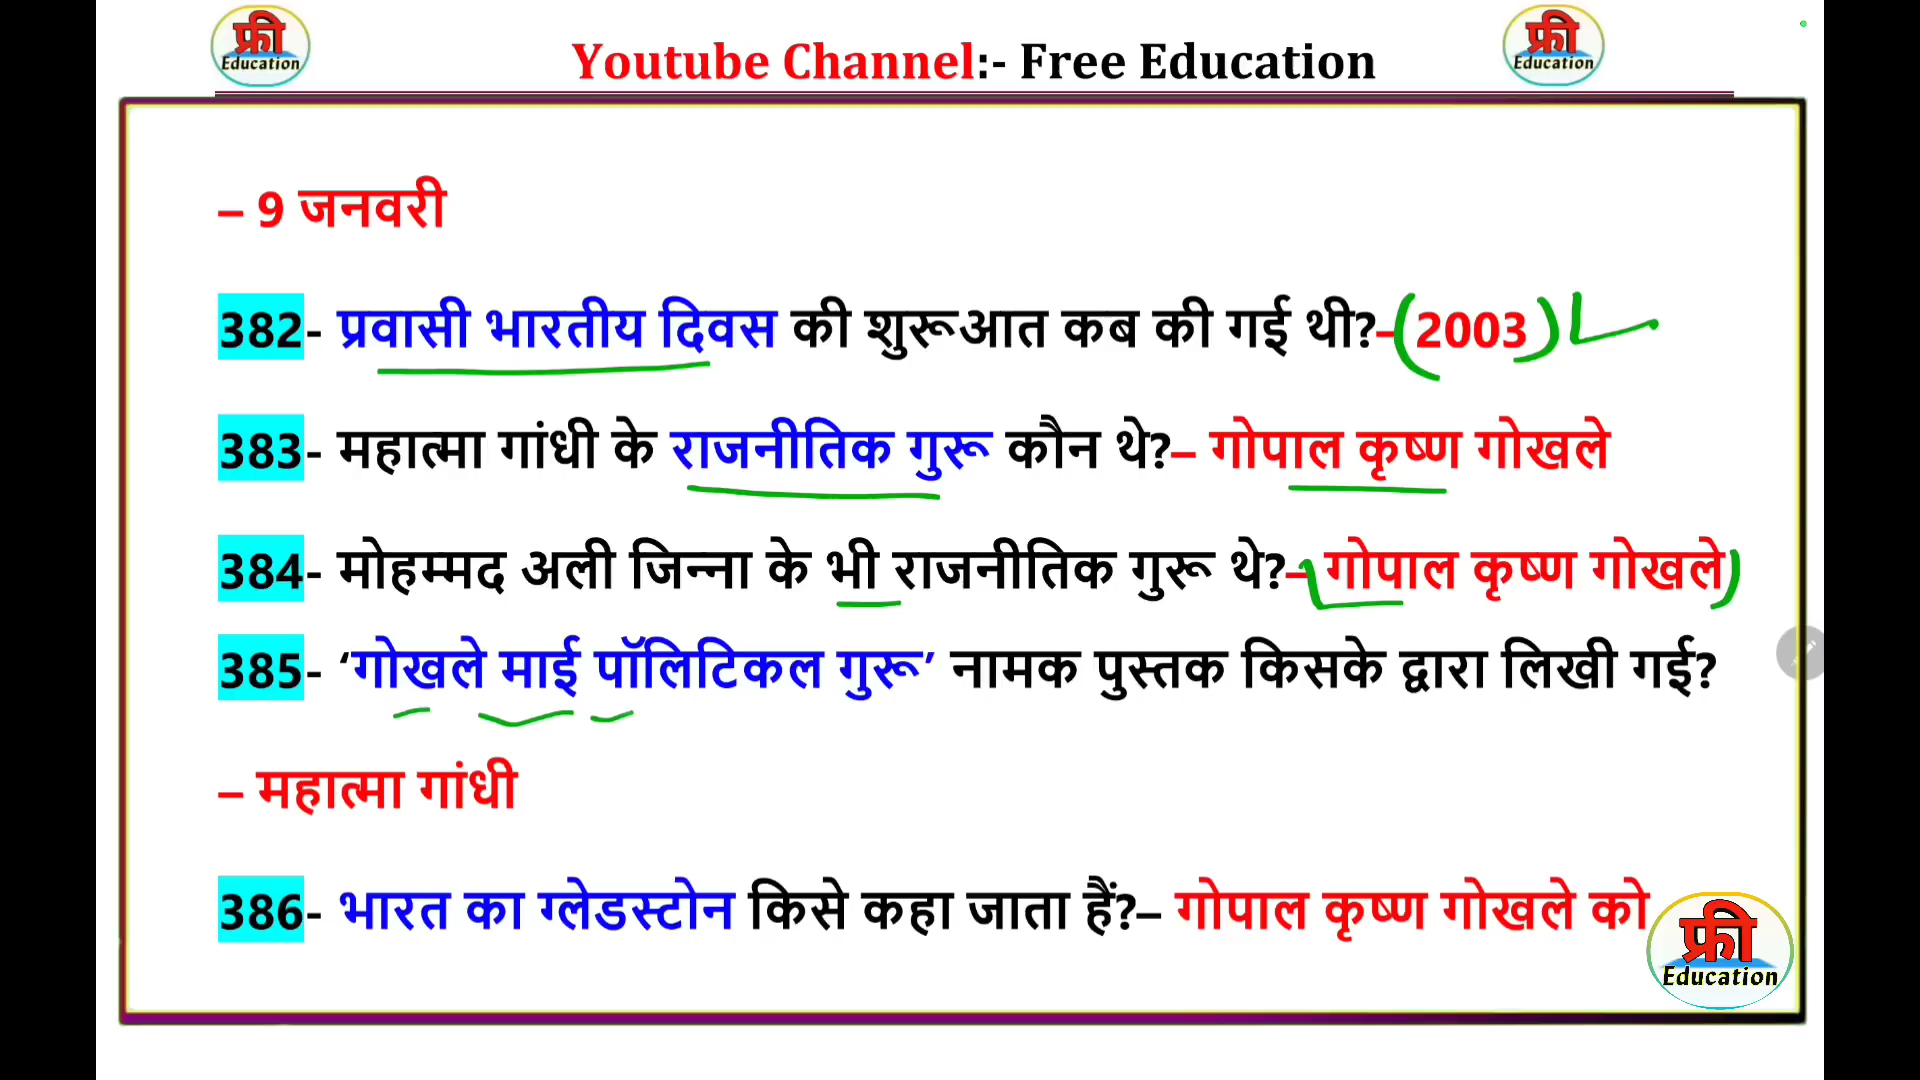 फ्री
Education
Youtube Channel:- Free Education
फ्री
Education
– 9 जनवरी
382- प्रवासी भारतीय दिवस की शुरूआत कब की गई थी?– 2003
383- महात्मा गांधी के राजनीतिक गुरू कौन थे?– गोपाल कृष्ण गोखले
384- मोहम्मद अली जिन्ना के भी राजनीतिक गुरू थे?– गोपाल कृष्ण गोखले
385- ‘गोखले माई पॉलिटिकल गुरू’ नामक पुस्तक किसके द्वारा लिखी गई?
– महात्मा गांधी
386- भारत का ग्लेडस्टोन किसे कहा जाता हैं?– गोपाल कृष्ण गोखले को
फ्री
Education